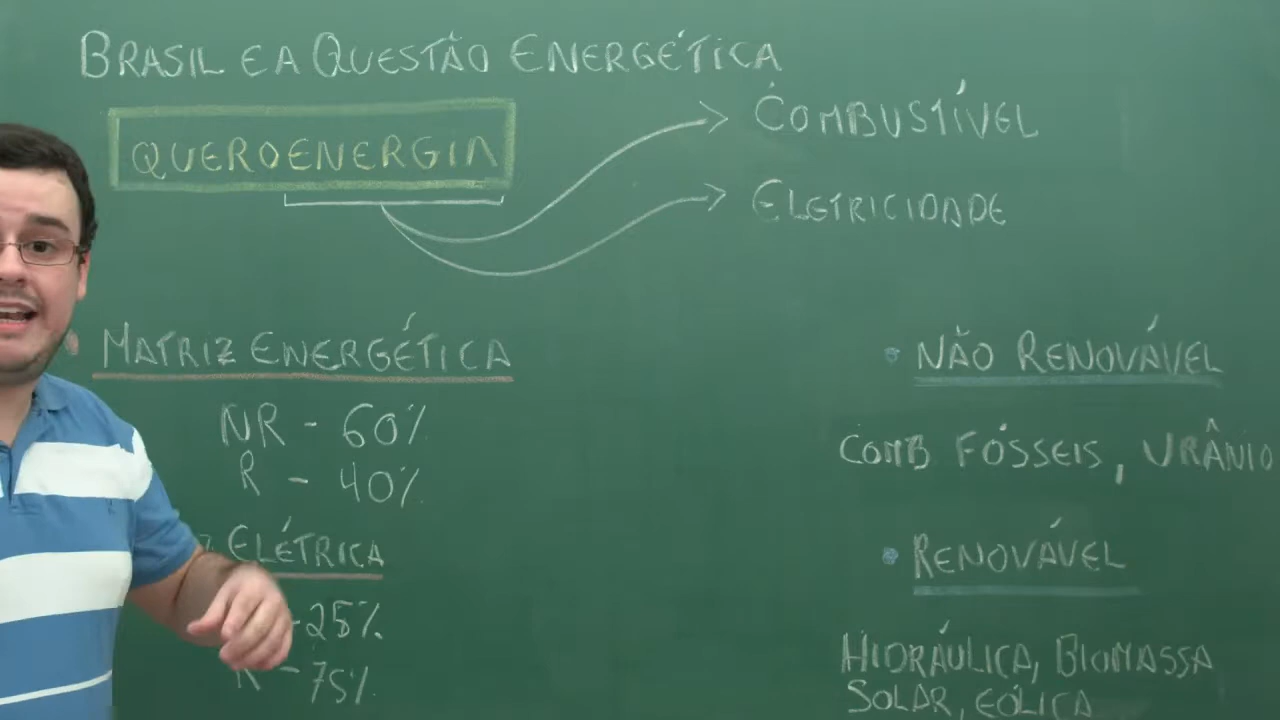 BRASIL E A QUESTÃO ENERGÉTICA
QUEROENERGIA
COMBUSTÍVEL
ELETRICIDADE
MATRIZ ENERGÉTICA
NR - 60%
R - 40%
ELÉTRICA
-25%
R - 75%
• NÃO RENOVÁVEL
COMB FÓSSEIS, URÂNIO
• RENOVÁVEL
HIDRÁULICA, BIOMASSA
SOLAR, EÓLICA